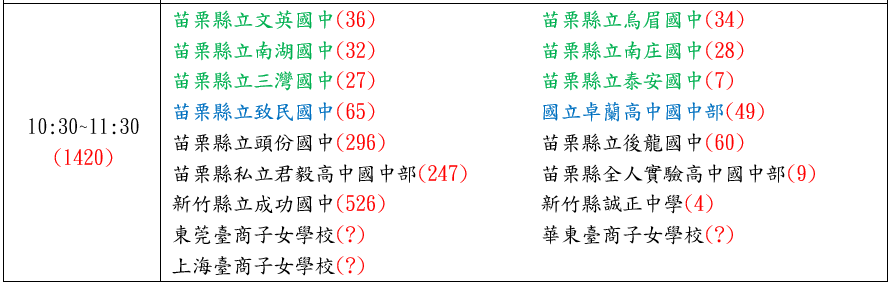 10:30~11:30
(1420)
苗栗縣立文英國中(36) 苗栗縣立烏眉國中(34)
苗栗縣立南湖國中(32) 苗栗縣立南庄國中(28)
苗栗縣立三灣國中(27) 苗栗縣立泰安國中(7)
苗栗縣立致民國中(65) 國立卓蘭高中國中部(49)
苗栗縣立頭份國中(296) 苗栗縣立後龍國中(60)
苗栗縣私立君毅高中國中部(247) 苗栗縣全人實驗高中國中部(9)
新竹縣立成功國中(526) 新竹縣誠正中學(4)
東莞臺商子女學校(?) 華東臺商子女學校(?)
上海臺商子女學校(?)